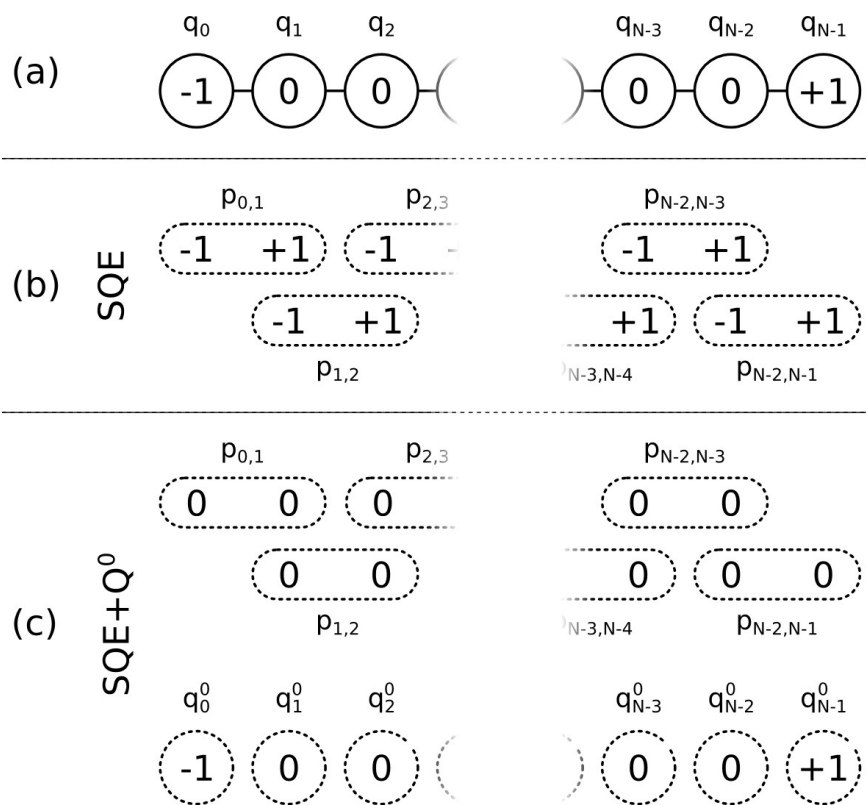 (a) q0 q1 q2 qN-3 qN-2 qN-1
-1 0 0 0 0 +1
(b) SQE
p0,1 p2,3 pN-2,N-3
-1 +1 -1 -1 +1
-1 +1 +1 -1 +1
p1,2 N-3,N-4 pN-2,N-1
(c) SQE+Q⁰
p0,1 p2,3 pN-2,N-3
0 0 0 0 0
0 0 0 0 0
p1,2 N-3,N-4 pN-2,N-1
q⁰0 q⁰1 q⁰2 q⁰N-3 q⁰N-2 q⁰N-1
-1 0 0 0 0 +1